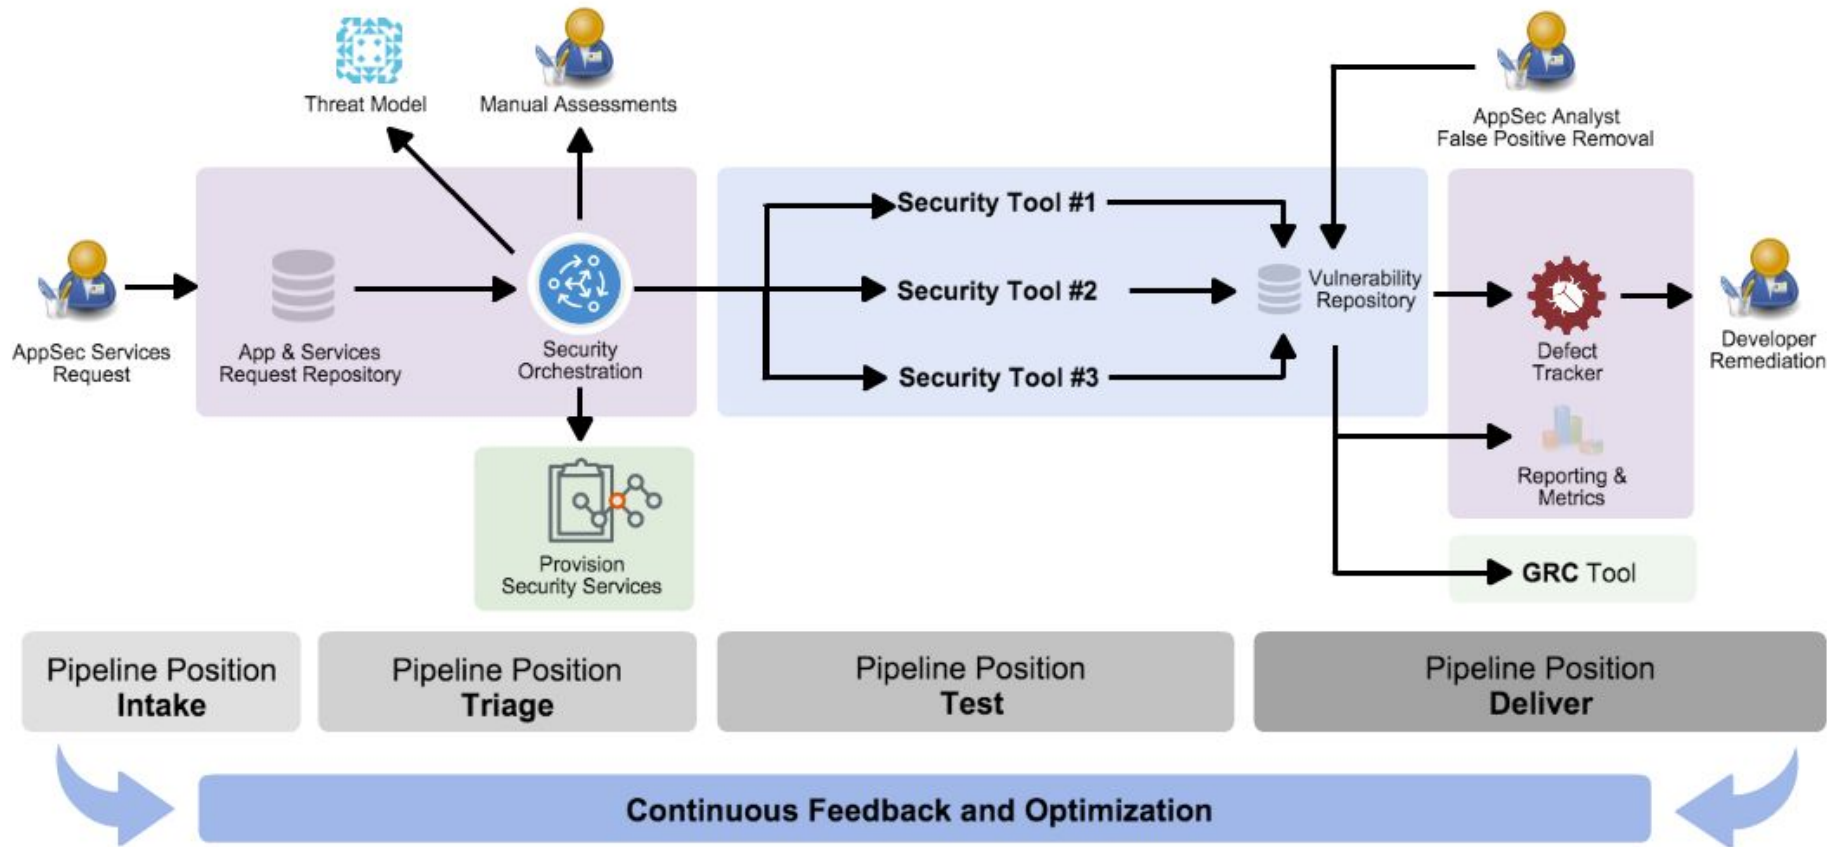 Threat Model
Manual Assessments
AppSec Analyst
False Positive Removal
AppSec Services
Request
App & Services
Request Repository
Security
Orchestration
Security Tool #1
Security Tool #2
Security Tool #3
Vulnerability
Repository
Defect
Tracker
Developer
Remediation
Reporting &
Metrics
Provision
Security Services
GRC Tool
Pipeline Position
Intake
Pipeline Position
Triage
Pipeline Position
Test
Pipeline Position
Deliver
Continuous Feedback and Optimization